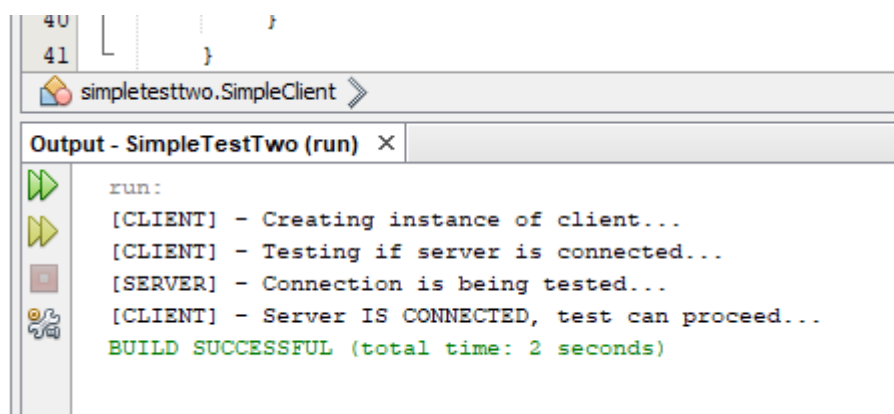 40 }
41 }
simpletesttwo.SimpleClient
Output - SimpleTestTwo (run) ×
run:
[CLIENT] - Creating instance of client...
[CLIENT] - Testing if server is connected...
[SERVER] - Connection is being tested...
[CLIENT] - Server IS CONNECTED, test can proceed...
BUILD SUCCESSFUL (total time: 2 seconds)